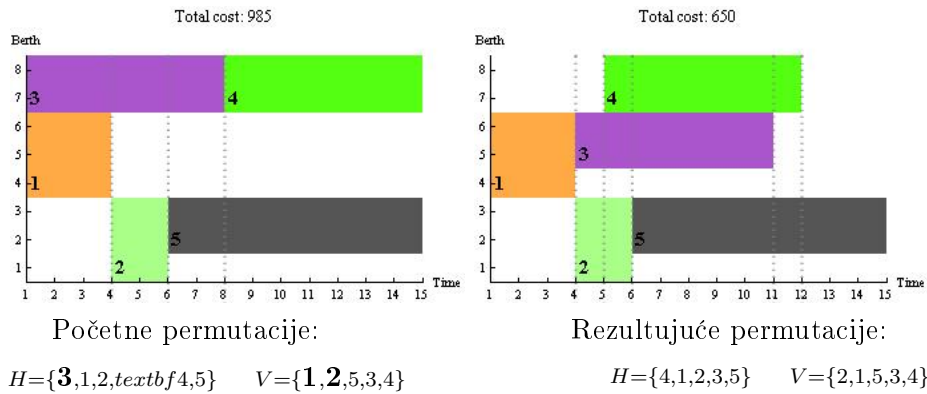 Total cost: 985
Berth
8
7
6
5
4
3
2
1
3
4
1
5
2
1 2 3 4 5 6 7 8 9 10 11 12 13 14 15
Time
Početne permutacije:
H={3,1,2,textbf4,5} V={1,2,5,3,4}
Total cost: 650
Berth
8
7
6
5
4
3
2
1
4
3
1
5
2
1 2 3 4 5 6 7 8 9 10 11 12 13 14 15
Time
Rezultujuće permutacije:
H={4,1,2,3,5} V={2,1,5,3,4}